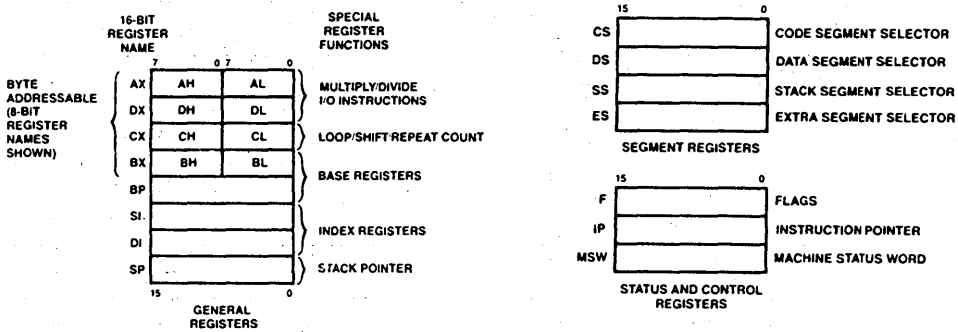 16-BIT
REGISTER
NAME
SPECIAL
REGISTER
FUNCTIONS
7 0 7 0
BYTE
ADDRESSABLE
(8-BIT
REGISTER
NAMES
SHOWN)
AX AH AL
DX DH DL
MULTIPLY/DIVIDE
I/O INSTRUCTIONS
CX CH CL LOOP/SHIFT/REPEAT COUNT
BX BH BL
BP
BASE REGISTERS
SI
DI
INDEX REGISTERS
SP STACK POINTER
15 0
GENERAL
REGISTERS
15 0
CS CODE SEGMENT SELECTOR
DS DATA SEGMENT SELECTOR
SS STACK SEGMENT SELECTOR
ES EXTRA SEGMENT SELECTOR
SEGMENT REGISTERS
15 0
F FLAGS
IP INSTRUCTION POINTER
MSW MACHINE STATUS WORD
STATUS AND CONTROL
REGISTERS